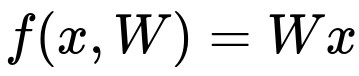 f(x, W) = Wx